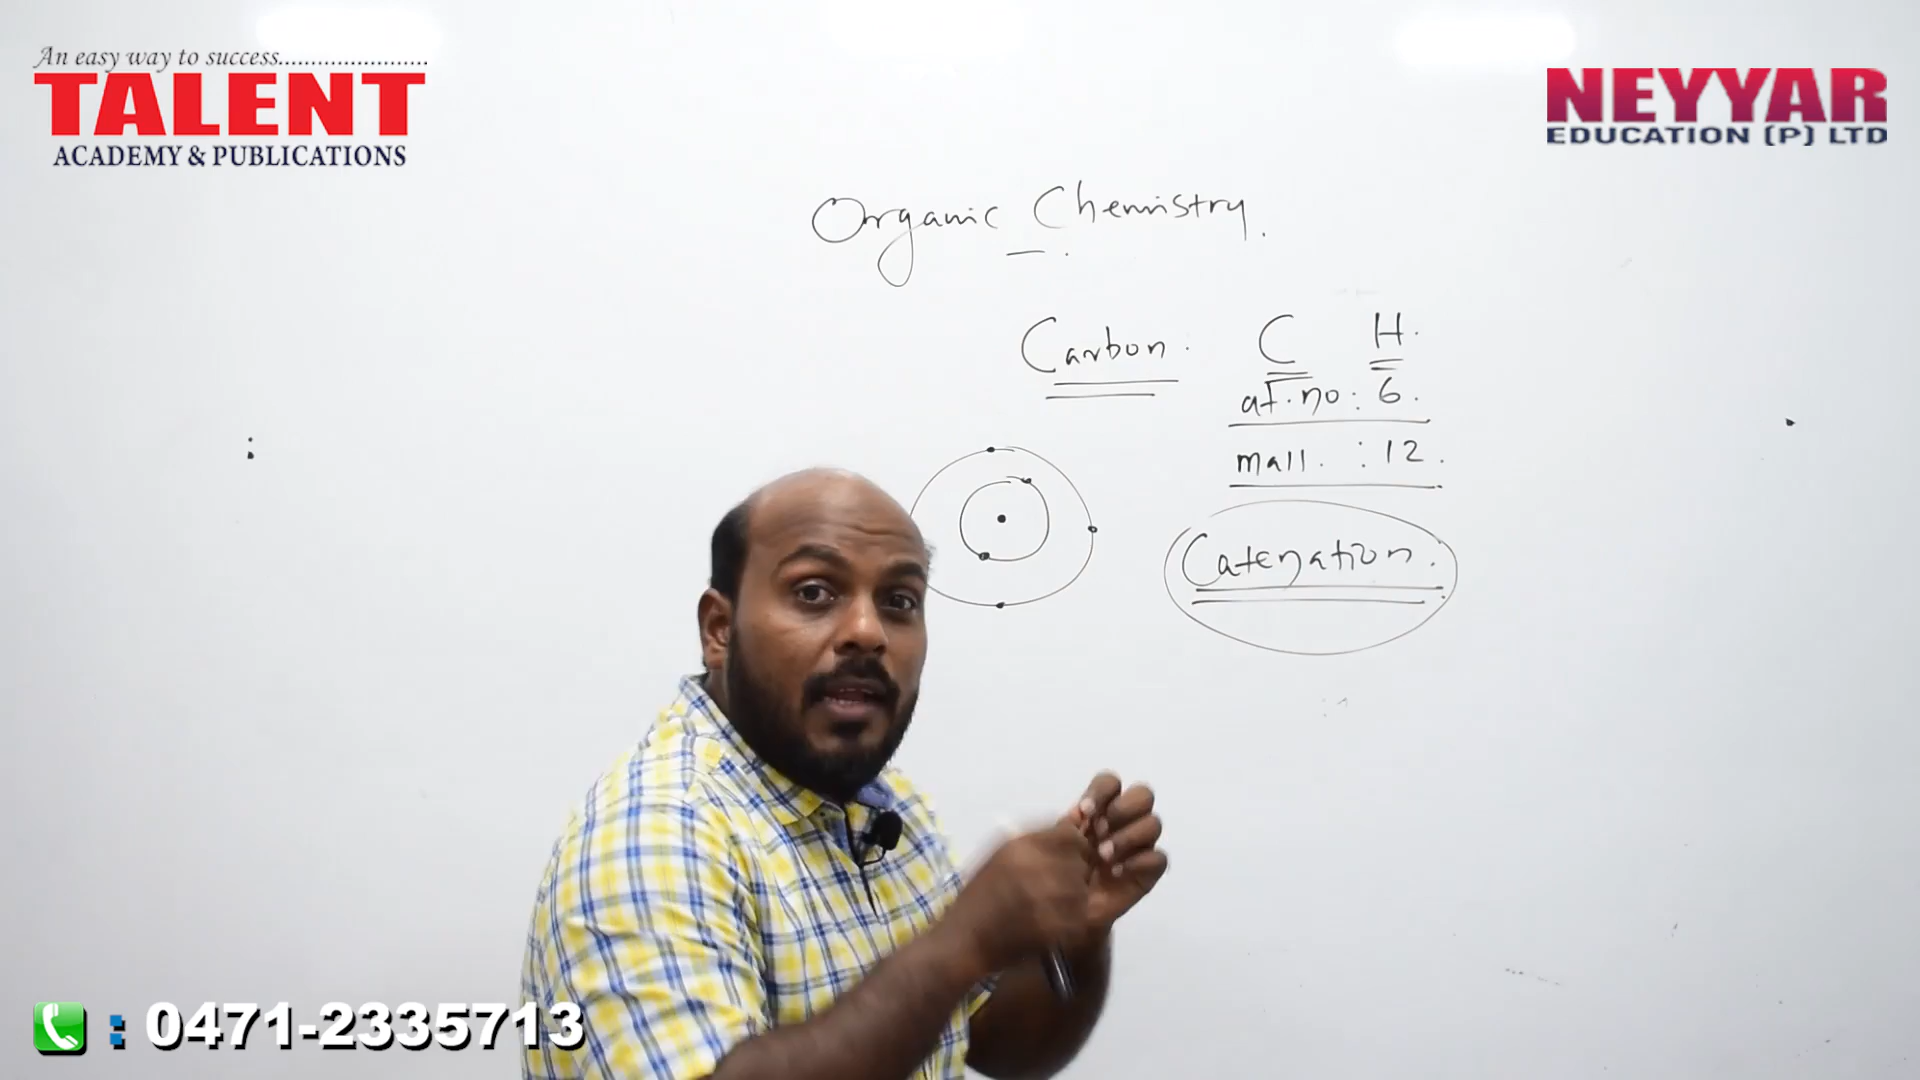 An easy way to success.......................
TALENT
ACADEMY & PUBLICATIONS
NEYYAR
EDUCATION (P) LTD
Organic Chemistry.
Carbon. C H.
at.no: 6.
mass. : 12.
Catenation.
: 0471-2335713